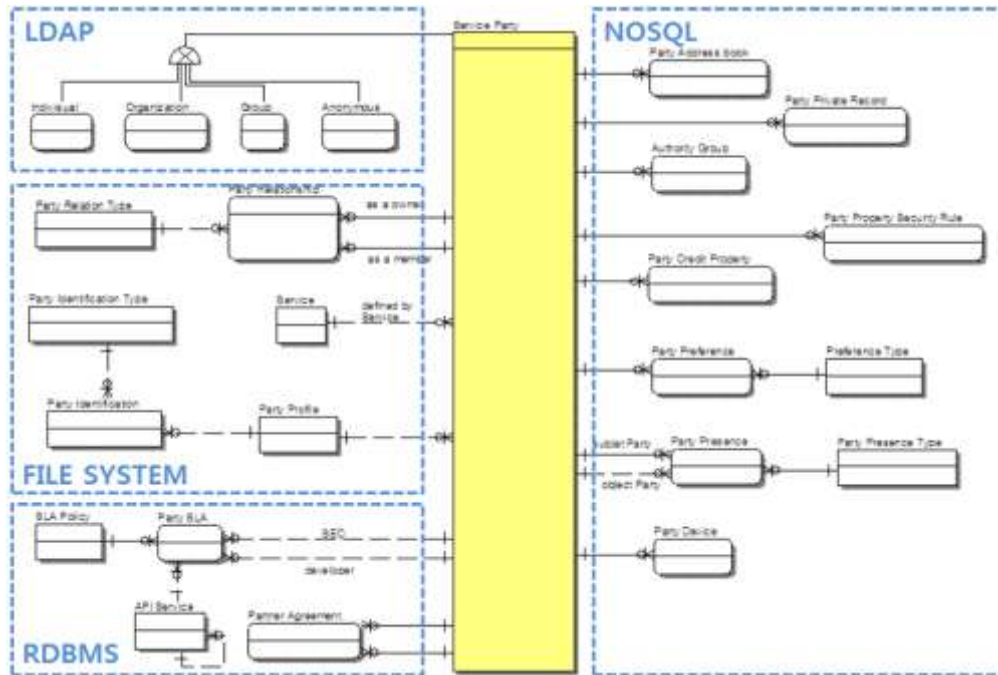 LDAP
Service Party
NOSQL
Individual
Organization
Group
Anonymous
Party Address Book
Party Private Record
Authority Group
Party Relation Type
Party Relationship
as a owner
as a member
Party Property Security Rule
Party Credit Property
Party Identification Type
Service
defined by
Service
Party Preference
Preference Type
Party Identification
Party Profile
Party Presence
Party Presence Type
object Party
FILE SYSTEM
SLA Policy
Party SLA
developer
Party Device
API Service
Partner Agreement
RDBMS